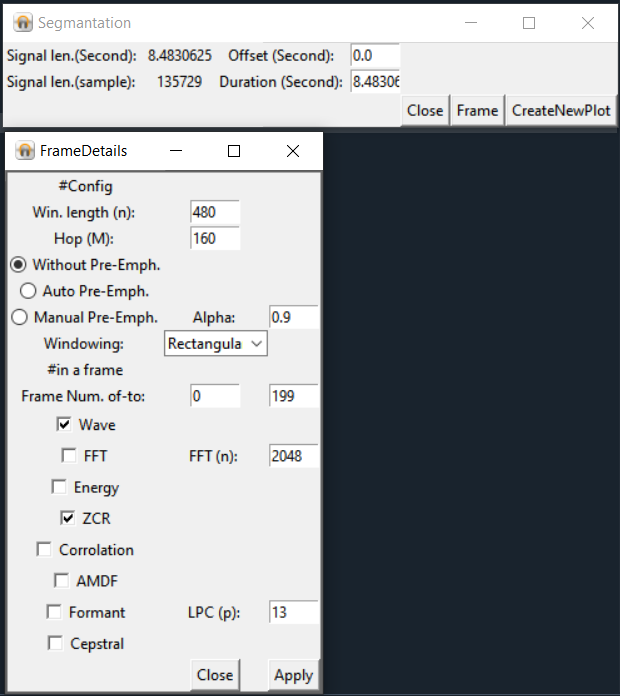 Segmantation
Signal len.(Second): 8.4830625 Offset (Second): 0.0
Signal len.(sample): 135729 Duration (Second): 8.48306
Close Frame CreateNewPlot
FrameDetails
#Config
Win. length (n): 480
Hop (M): 160
Without Pre-Emph.
Auto Pre-Emph.
Manual Pre-Emph. Alpha: 0.9
Windowing: Rectangula
#in a frame
Frame Num. of-to: 0 199
Wave
FFT FFT (n): 2048
Energy
ZCR
Corrolation
AMDF
Formant LPC (p): 13
Cepstral
Close Apply